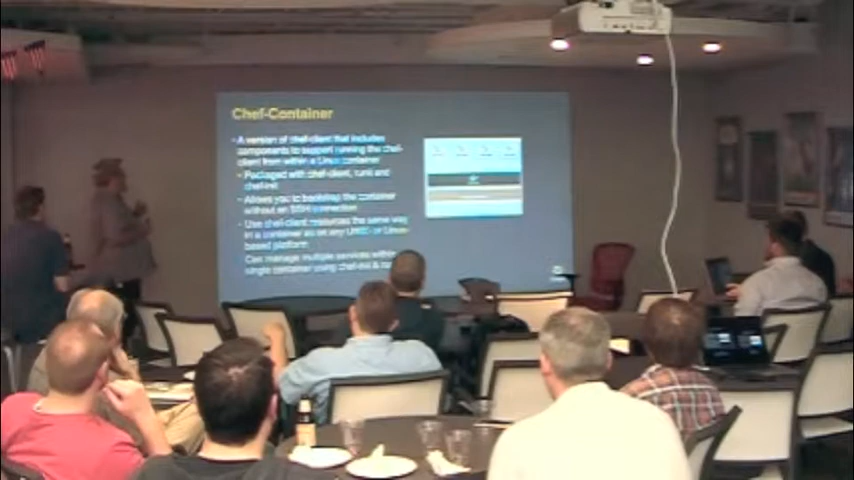 Chef-Container
A version of chef-client that includes
components to support running the chef-
client from within a Linux container
Packaged with chef-client, runit and
chef-init
Allows you to bootstrap the container
without an SSH connection
Use chef-client resources the same way
in a container as on any UNIX- or Linux-
based platform
Can manage multiple services within
single container using chef-init &